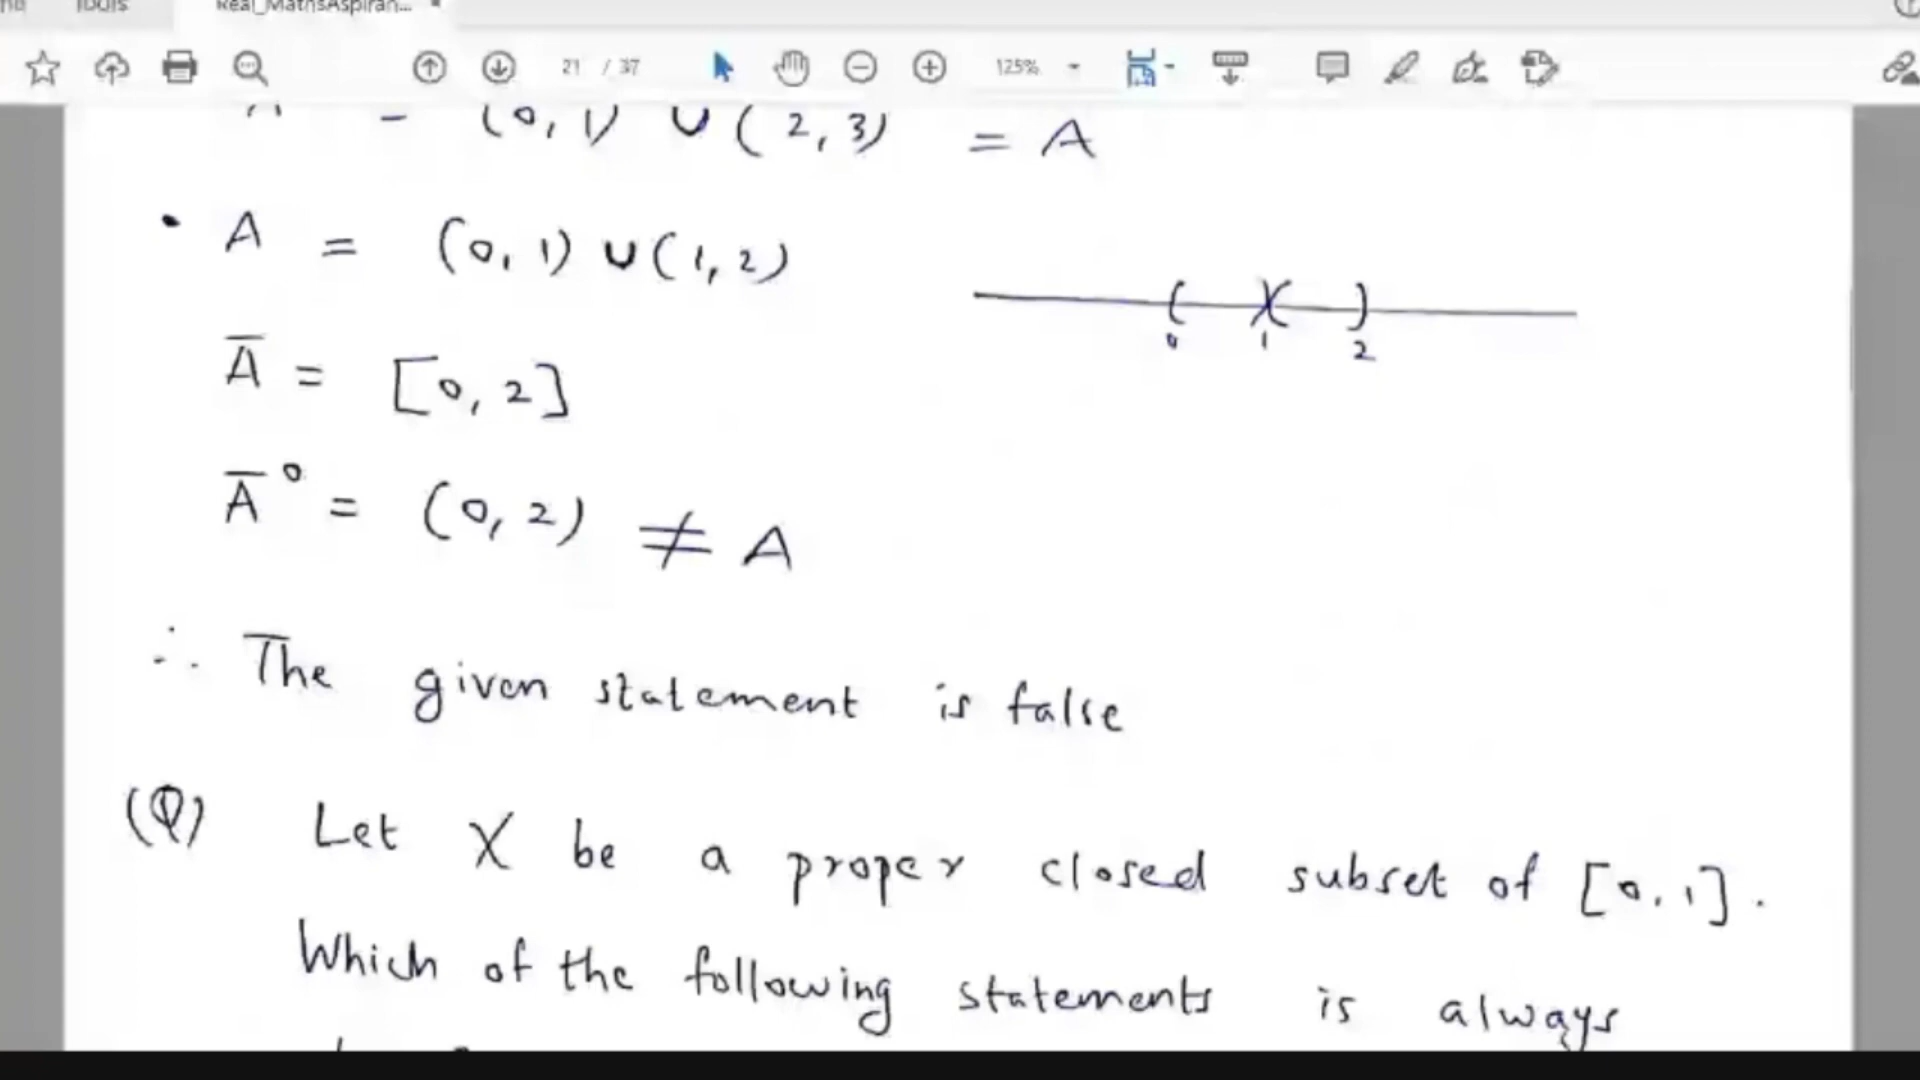 Tools Real_MathsAspiran...
21 / 37 125%
= (0, 1) ∪ (2, 3) = A
• A = (0, 1) ∪ (1, 2)
0 1 2
A̅ = [0, 2]
A̅° = (0, 2) ≠ A
∴ The given statement is false
(Q) Let X be a proper closed subset of [0, 1].
Which of the following statements is always